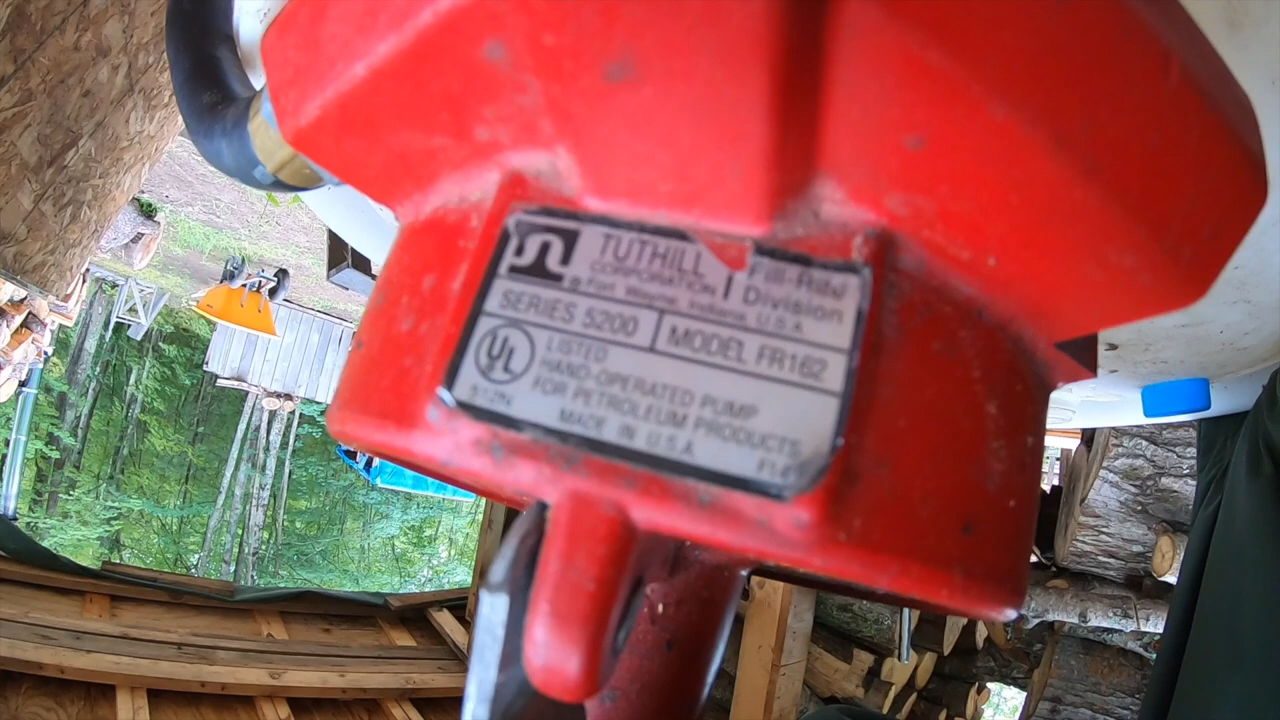 TUTHILL
CORPORATION
Fort Wayne, Indiana, U.S.A.
Fill-Rite
Division
SERIES 5200
MODEL FR162
UL
LISTED
HAND-OPERATED PUMP
FOR PETROLEUM PRODUCTS
MADE IN U.S.A.